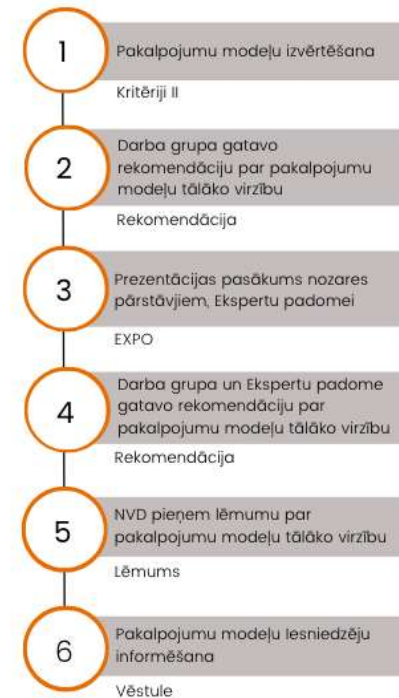 1
Pakalpojumu modeļu izvērtēšana
Kritēriji II
2
Darba grupa gatavo
rekomendāciju par pakalpojumu
modeļu tālāko virzību
Rekomendācija
3
Prezentācijas pasākums nozares
pārstāvjiem, Ekspertu padomei
EXPO
4
Darba grupa un Ekspertu padome
gatavo rekomendāciju par
pakalpojumu modeļu tālāko virzību
Rekomendācija
5
NVD pieņem lēmumu par
pakalpojumu modeļu tālāko virzību
Lēmums
6
Pakalpojumu modeļu Iesniedzēju
informēšana
Vēstule